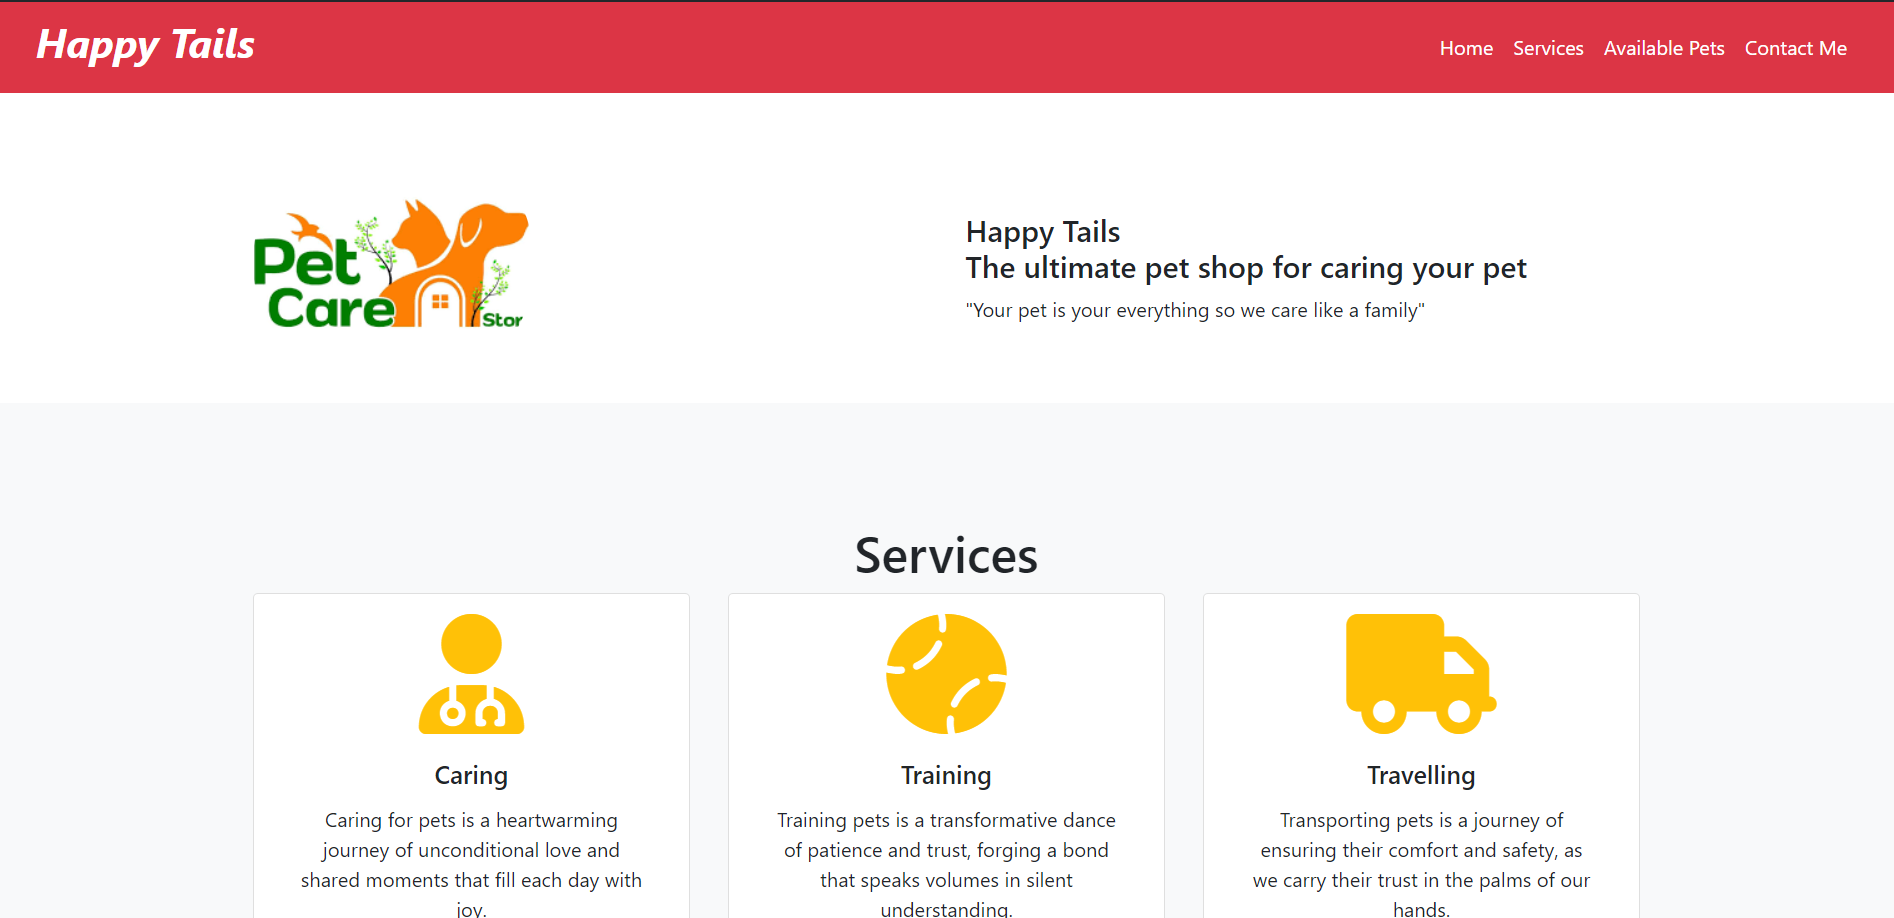 Happy Tails
Home Services Available Pets Contact Me
Pet
Care
Stor
Happy Tails
The ultimate pet shop for caring your pet
"Your pet is your everything so we care like a family"
Services
Caring
Caring for pets is a heartwarming
journey of unconditional love and
shared moments that fill each day with
joy.
Training
Training pets is a transformative dance
of patience and trust, forging a bond
that speaks volumes in silent
understanding.
Travelling
Transporting pets is a journey of
ensuring their comfort and safety, as
we carry their trust in the palms of our
hands.